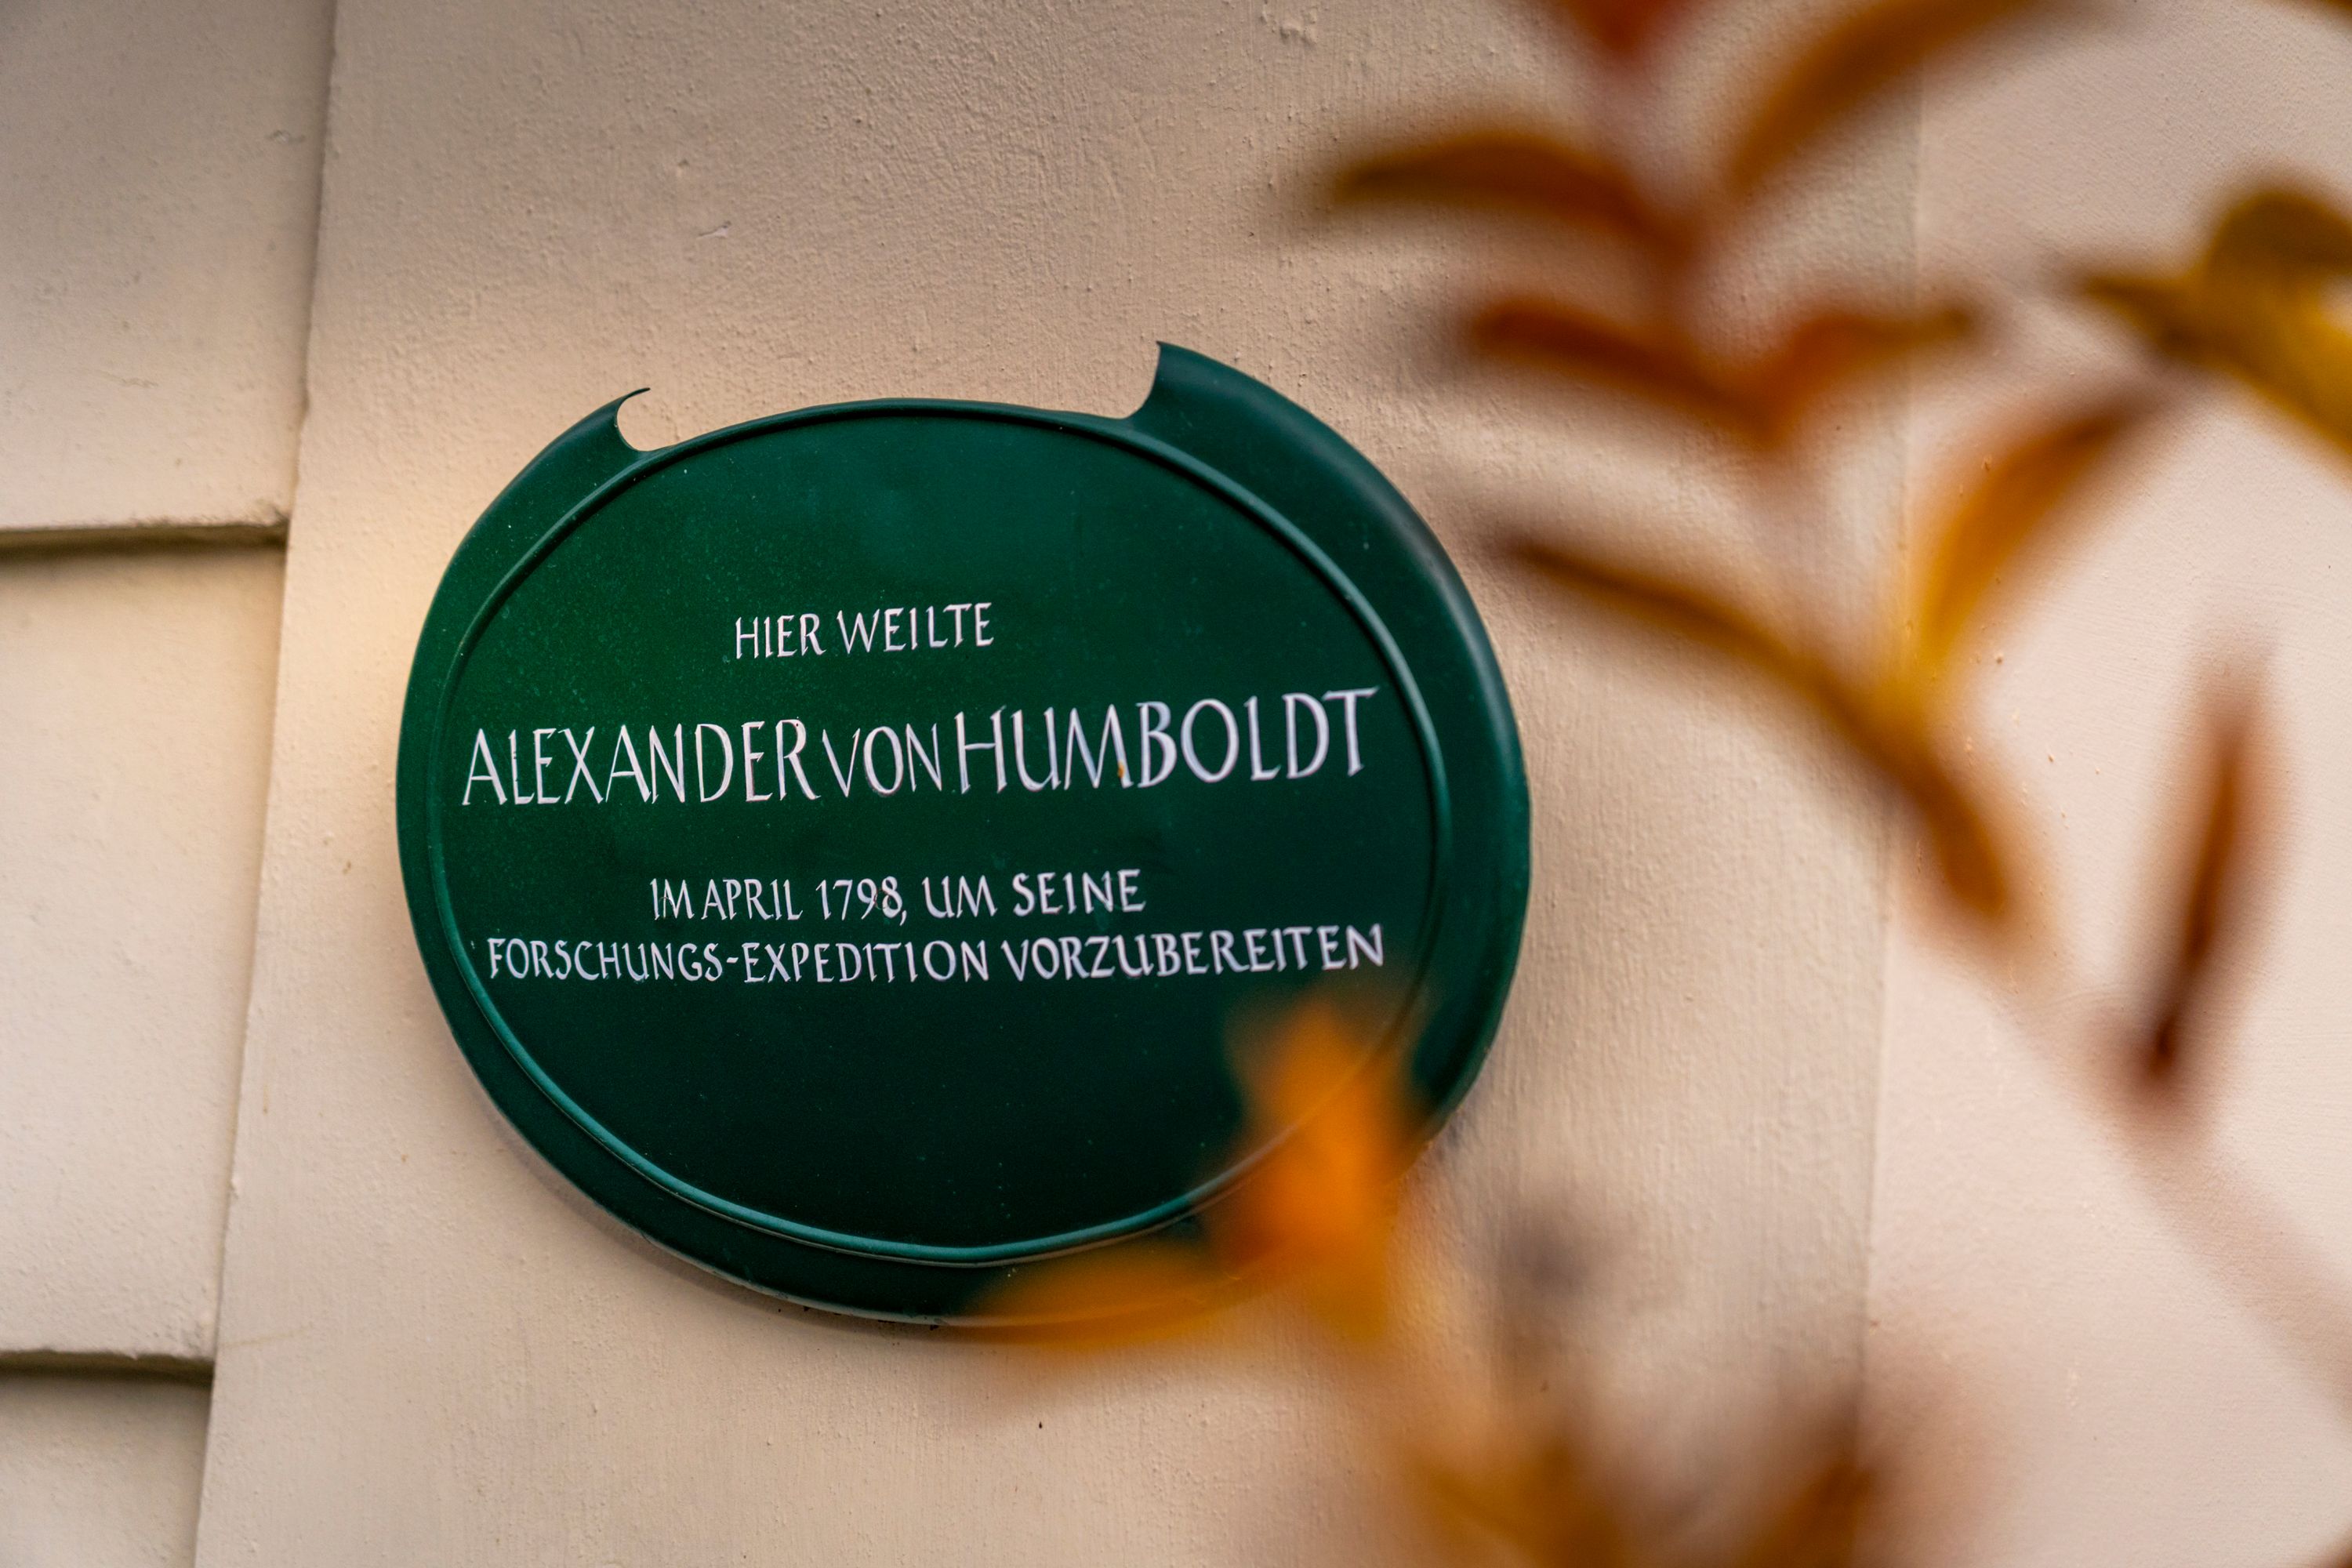 HIER WEILTE
ALEXANDER VON HUMBOLDT
IM APRIL 1798, UM SEINE
FORSCHUNGS-EXPEDITION VORZUBEREITEN